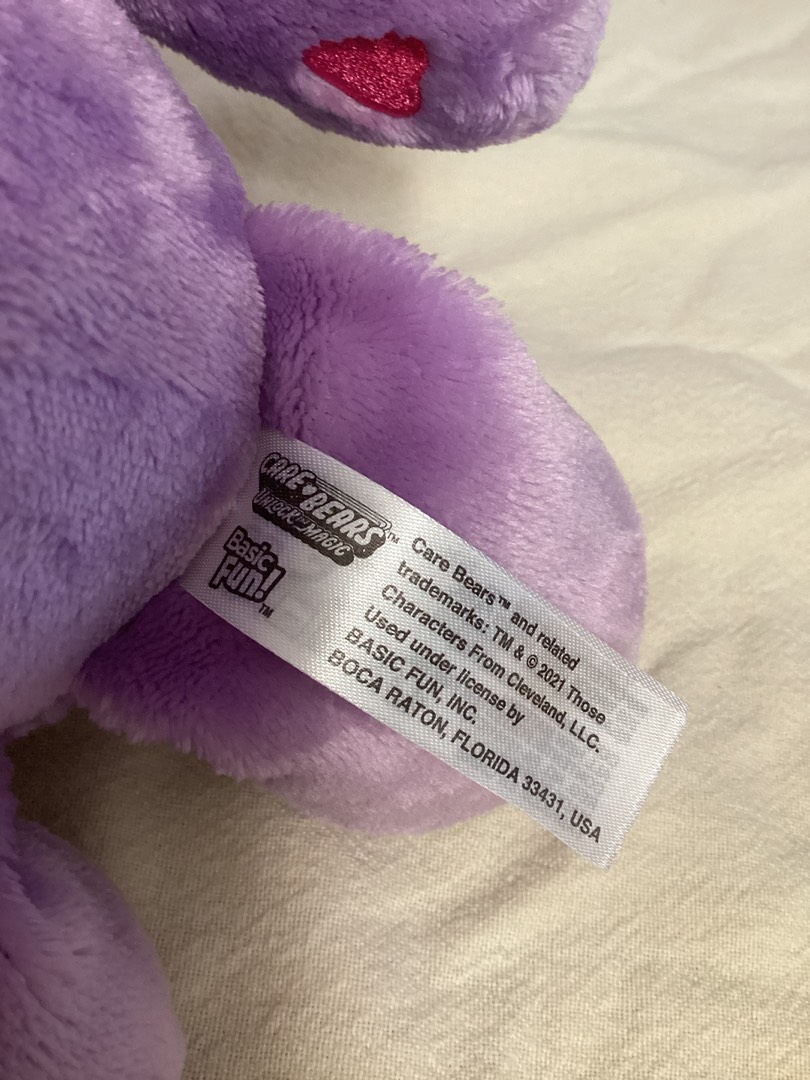 CARE BEARS™
UNLOCK THE MAGIC
Basic
Fun!™
Care Bears™ and related
trademarks: TM & © 2021 Those
Characters From Cleveland, LLC.
Used under license by
BASIC FUN, INC.
BOCA RATON, FLORIDA 33431, USA